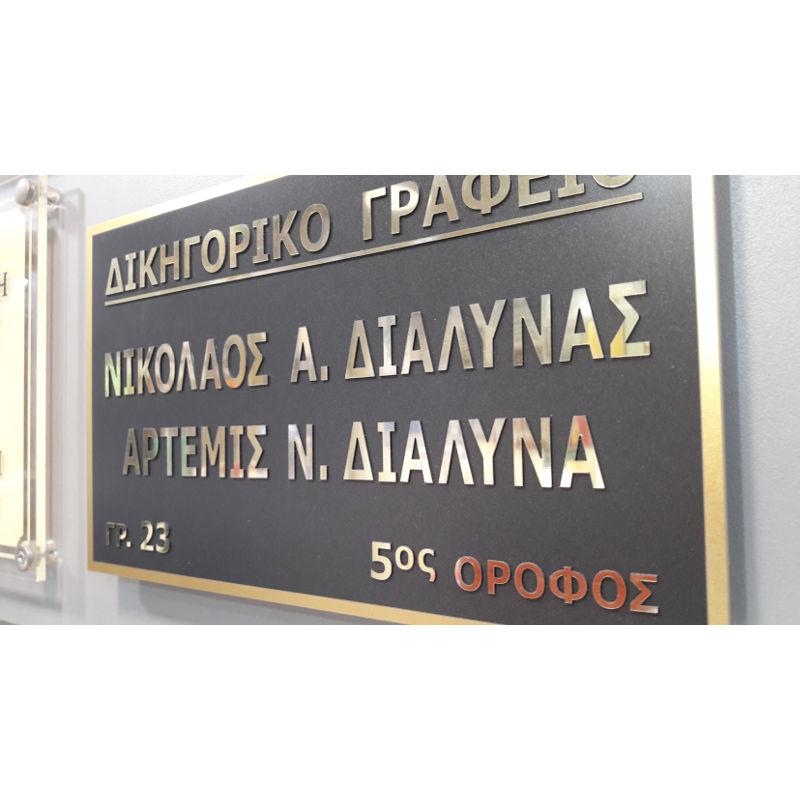 ΔΙΚΗΓΟΡΙΚΟ ΓΡΑΦΕΙΟ
ΝΙΚΟΛΑΟΣ Α. ΔΙΑΛΥΝΑΣ
ΑΡΤΕΜΙΣ Ν. ΔΙΑΛΥΝΑ
ΓΡ. 23
5ος ΟΡΟΦΟΣ